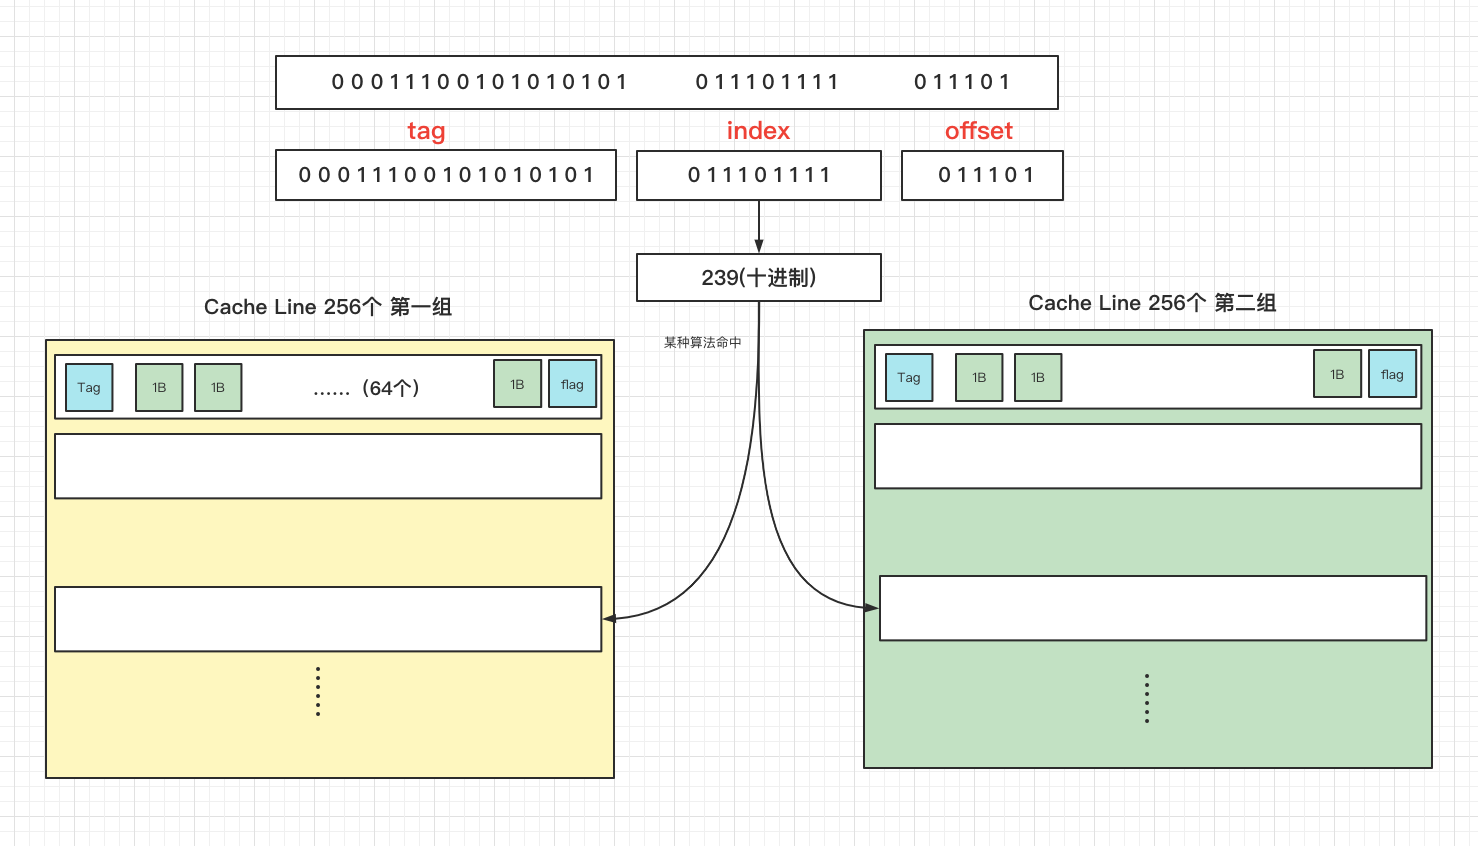 0 0 0 1 1 1 0 0 1 0 1 0 1 0 1 0 1 0 1 1 1 0 1 1 1 1 0 1 1 1 0 1
tag index offset
0 0 0 1 1 1 0 0 1 0 1 0 1 0 1 0 1 0 1 1 1 0 1 1 1 1 0 1 1 1 0 1
239(十进制)
Cache Line 256个 第一组
Cache Line 256个 第二组
某种算法命中
Tag 1B 1B ......（64个） 1B flag
Tag 1B 1B 1B flag